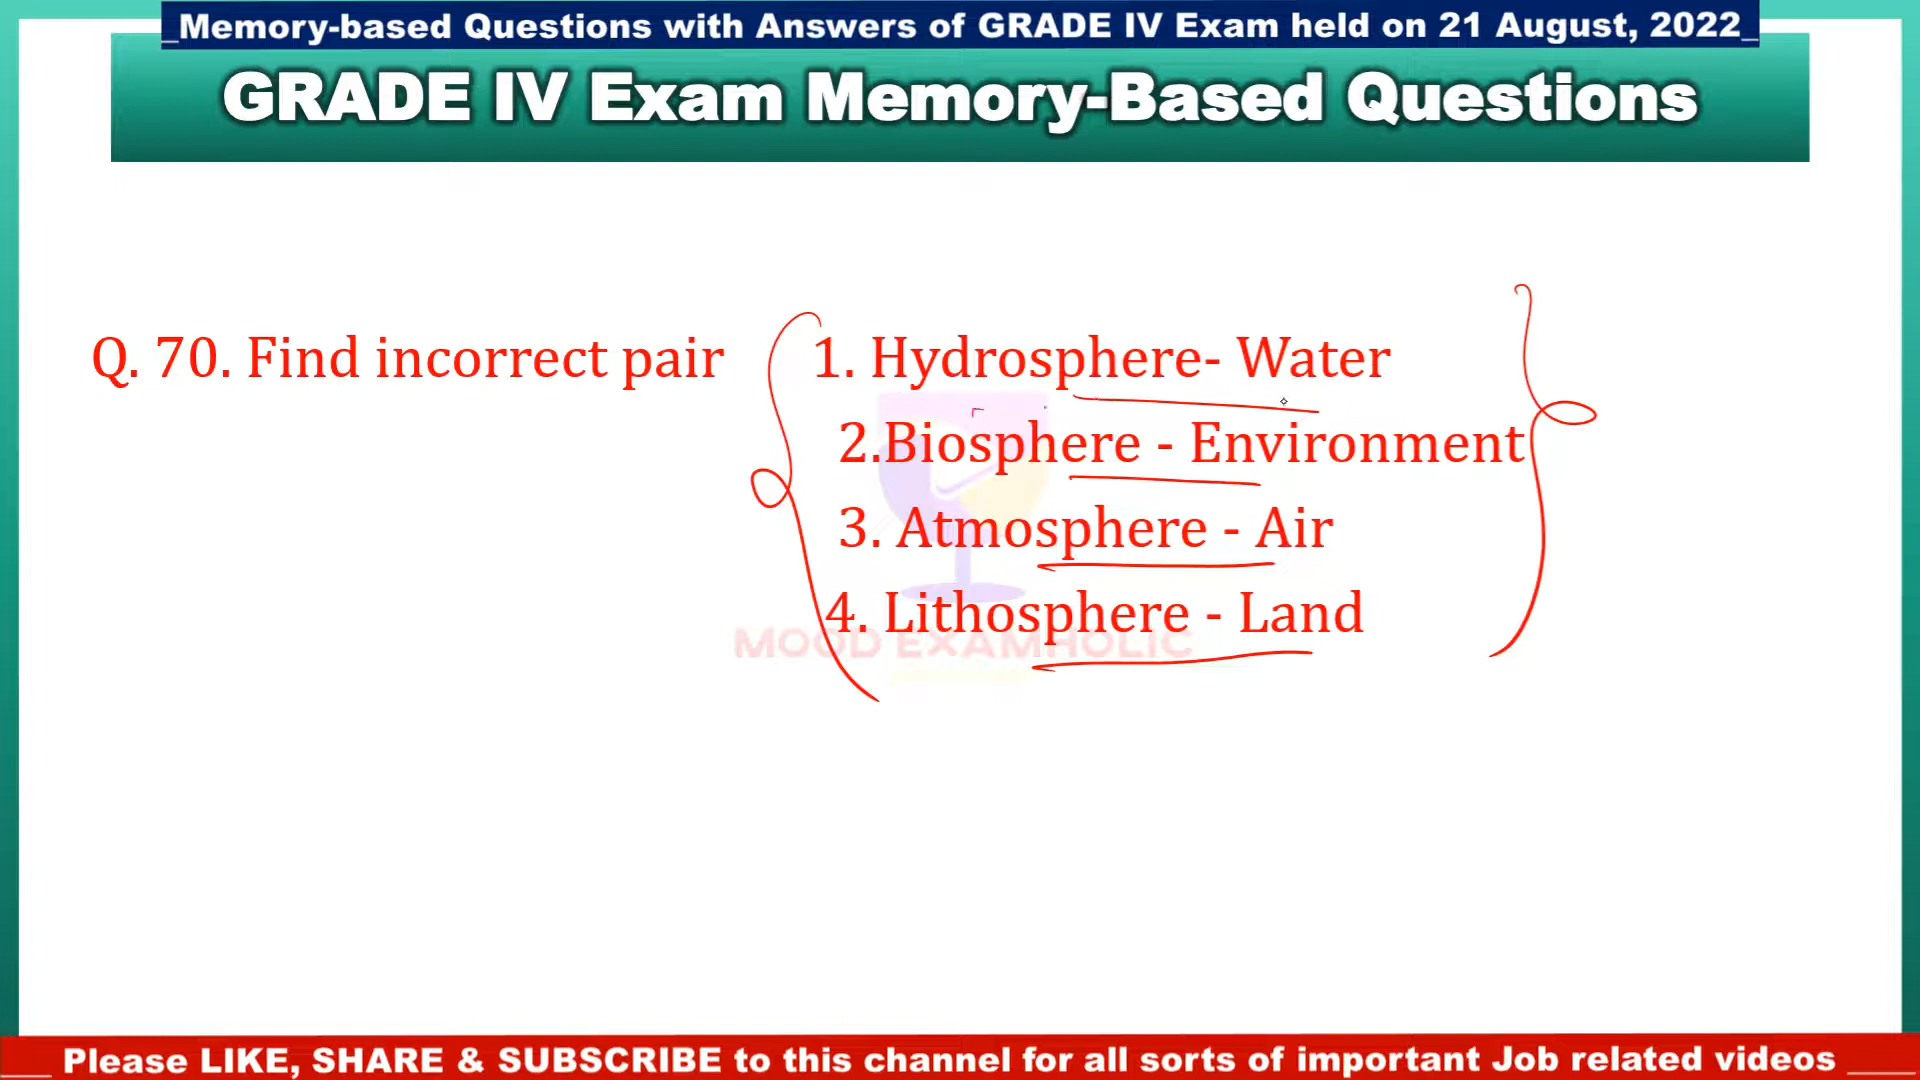 _Memory-based Questions with Answers of GRADE IV Exam held on 21 August, 2022_
GRADE IV Exam Memory-Based Questions
Q. 70. Find incorrect pair 1. Hydrosphere- Water
2.Biosphere - Environment
3. Atmosphere - Air
4. Lithosphere - Land
MOOD EXAMHOLIC
__ Please LIKE, SHARE & SUBSCRIBE to this channel for all sorts of important Job related videos ___